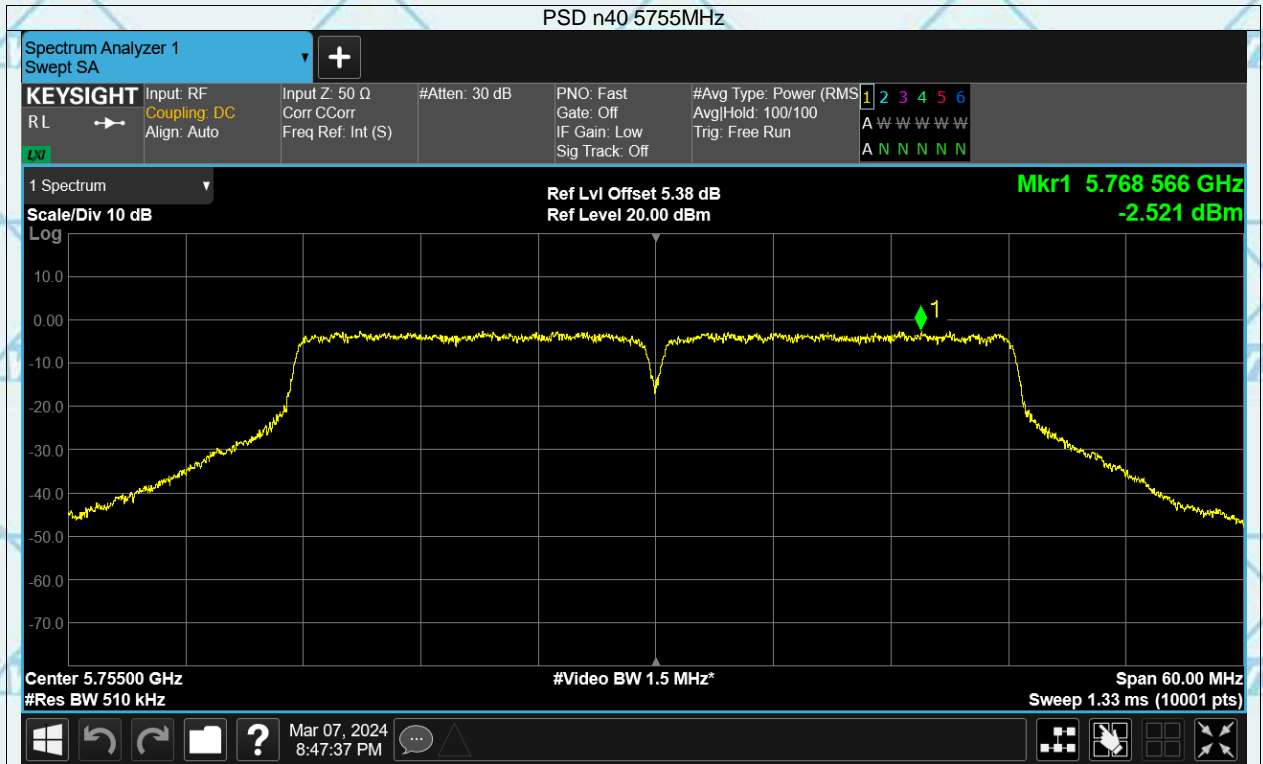 PSD n40 5755MHz
Spectrum Analyzer 1
Swept SA
KEYSIGHT
R L
LXI
Input: RF
Coupling: DC
Align: Auto
Input Z: 50 Ω
Corr CCorr
Freq Ref: Int (S)
#Atten: 30 dB
PNO: Fast
Gate: Off
IF Gain: Low
Sig Track: Off
#Avg Type: Power (RMS
Avg|Hold: 100/100
Trig: Free Run
1 2 3 4 5 6
A W W W W W
A N N N N N
1 Spectrum
Scale/Div 10 dB
Log
Ref Lvl Offset 5.38 dB
Ref Level 20.00 dBm
Mkr1 5.768 566 GHz
-2.521 dBm
10.0
0.00
-10.0
-20.0
-30.0
-40.0
-50.0
-60.0
-70.0
1
Center 5.75500 GHz
#Res BW 510 kHz
#Video BW 1.5 MHz*
Span 60.00 MHz
Sweep 1.33 ms (10001 pts)
?
Mar 07, 2024
8:47:37 PM